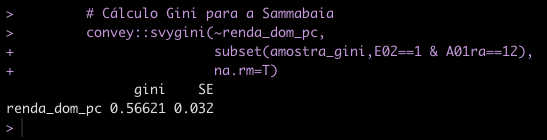 >         # Cálculo Gini para a Sammabaia
>         convey::svygini(~renda_dom_pc,
+                         subset(amostra_gini,E02==1 & A01ra==12),
+                         na.rm=T)
                gini    SE
renda_dom_pc 0.56621 0.032
>